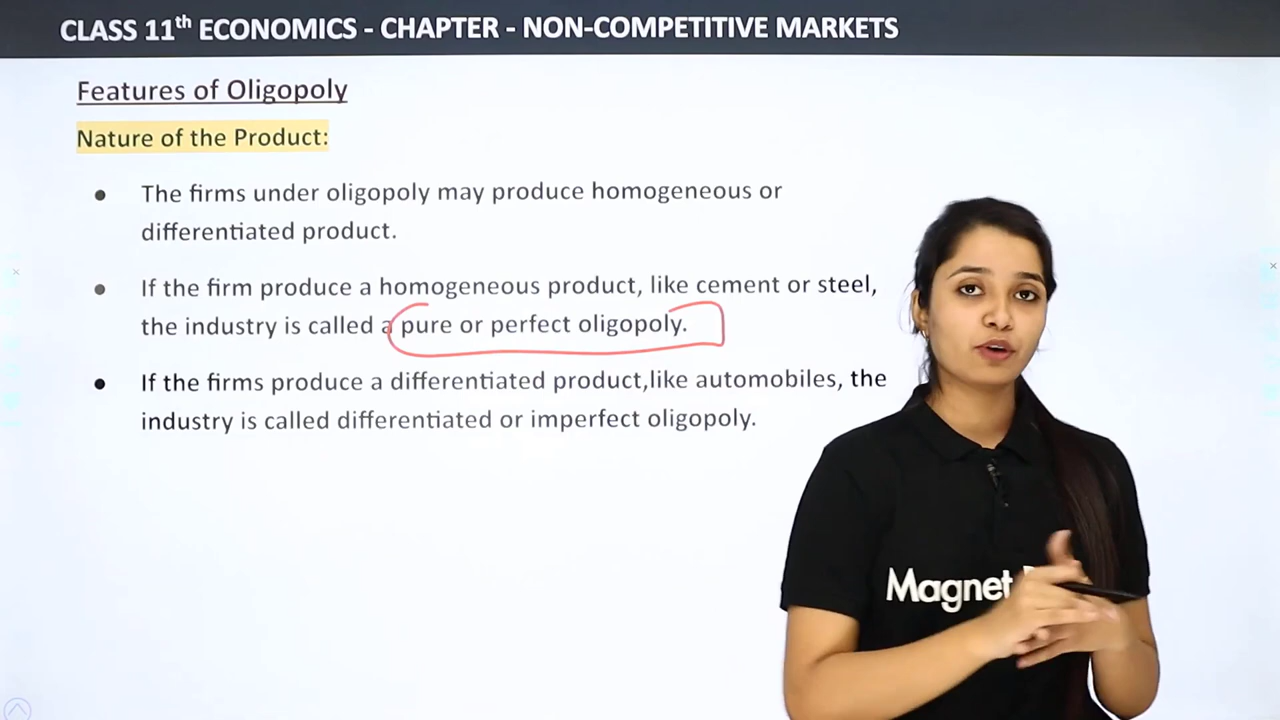 CLASS 11th ECONOMICS - CHAPTER - NON-COMPETITIVE MARKETS
Features of Oligopoly
Nature of the Product:
● The firms under oligopoly may produce homogeneous or
differentiated product.
● If the firm produce a homogeneous product, like cement or steel,
the industry is called a pure or perfect oligopoly.
● If the firms produce a differentiated product,like automobiles, the
industry is called differentiated or imperfect oligopoly.
Magnet